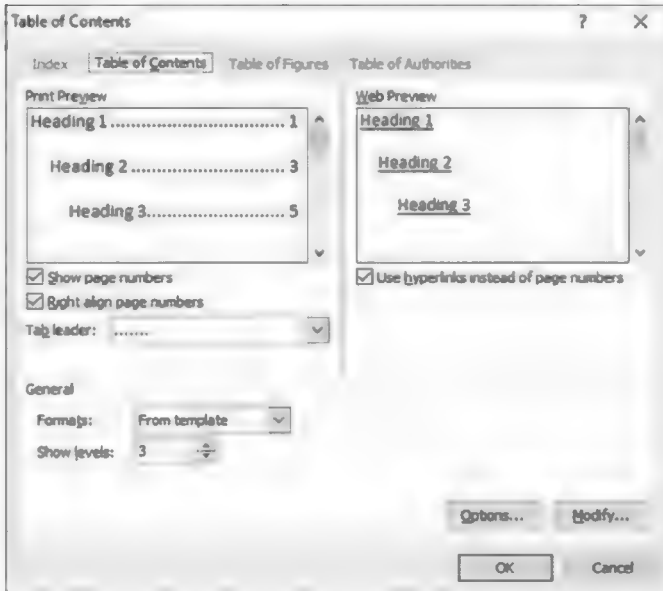 Table of Contents ? ✕
Index Table of Contents Table of Figures Table of Authorities
Print Preview
Heading 1 ................................... 1
Heading 2 ............................... 3
Heading 3 ........................... 5
Show page numbers
Right align page numbers
Tab leader: .......
Web Preview
Heading 1
Heading 2
Heading 3
Use hyperlinks instead of page numbers
General
Formats: From template
Show levels: 3
Options... Modify...
OK Cancel